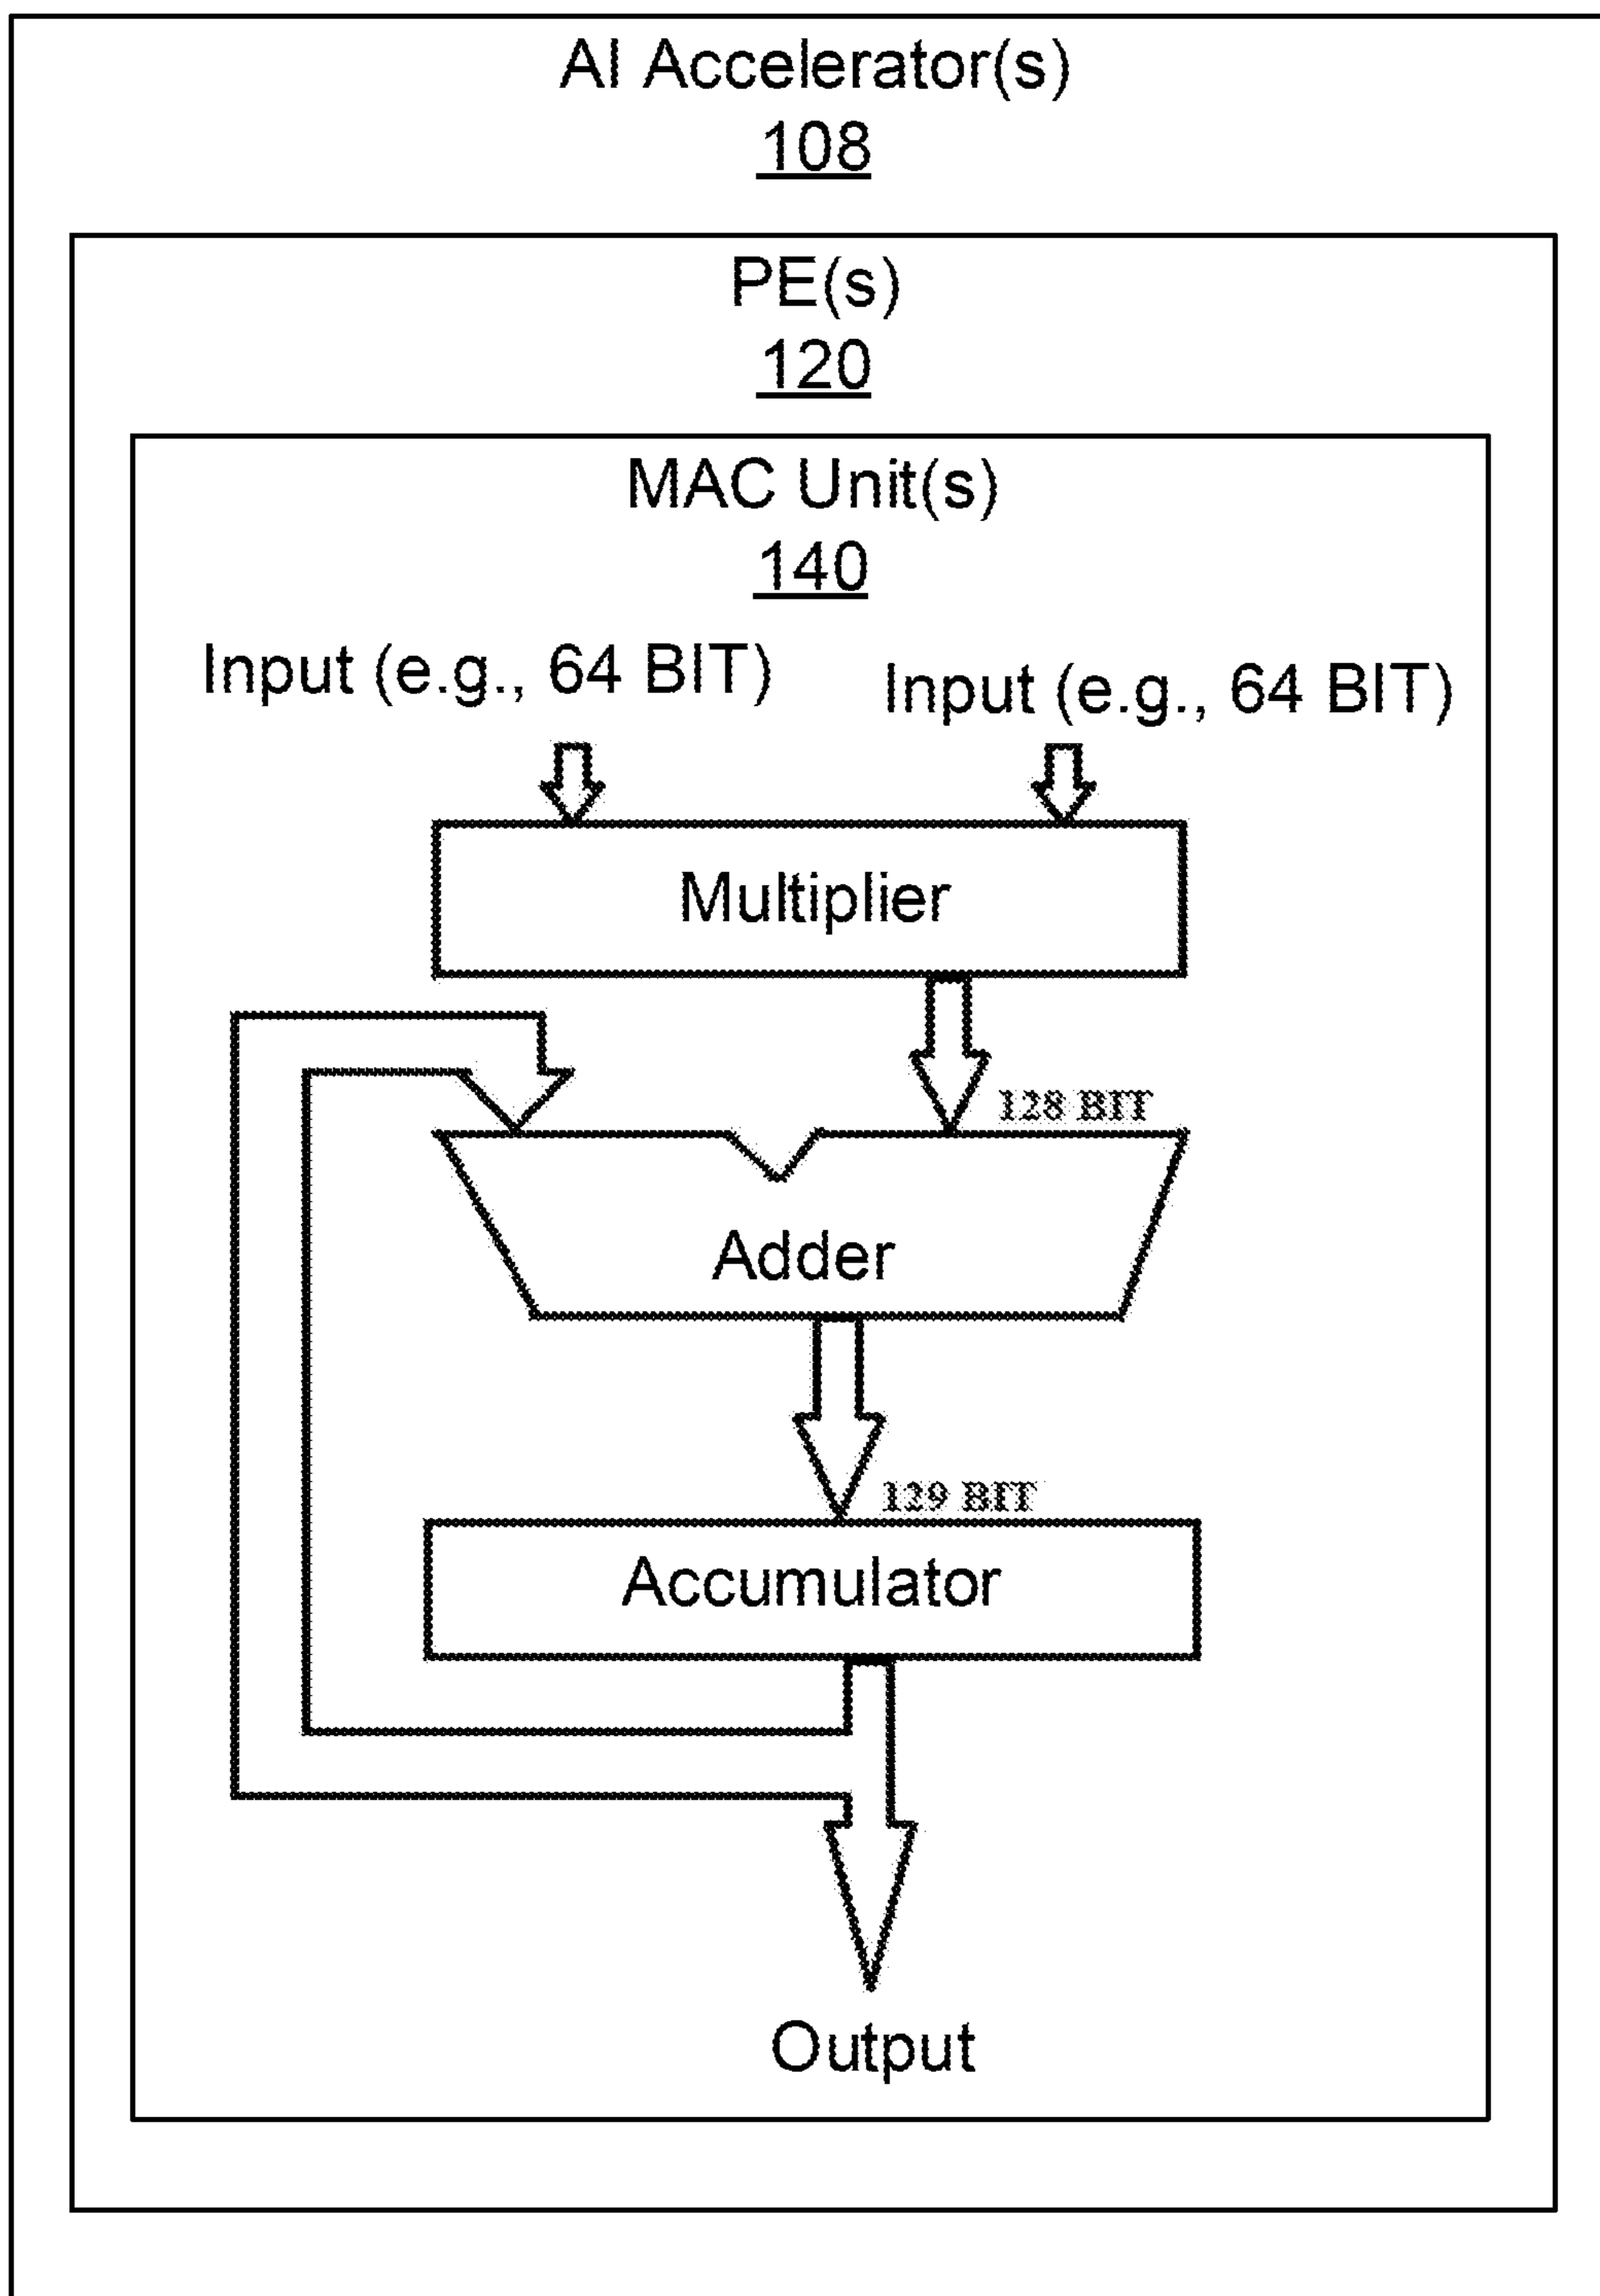 AI Accelerator(s)
108
PE(s)
120
MAC Unit(s)
140
Input (e.g., 64 BIT)
Input (e.g., 64 BIT)
Multiplier
128 BIT
Adder
129 BIT
Accumulator
Output